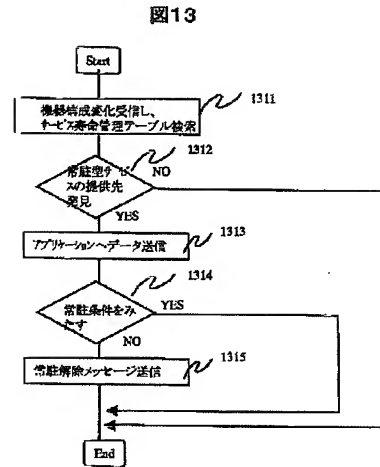 図13
Start
機器構成変化受信し、
サービス寿命管理テーブル検索
1311
常駐型サービ
スの提供先
発見
1312
NO
YES
アプリケーションへデータ送信
1313
常駐条件をみ
たす
1314
YES
NO
常駐解除メッセージ送信
1315
End